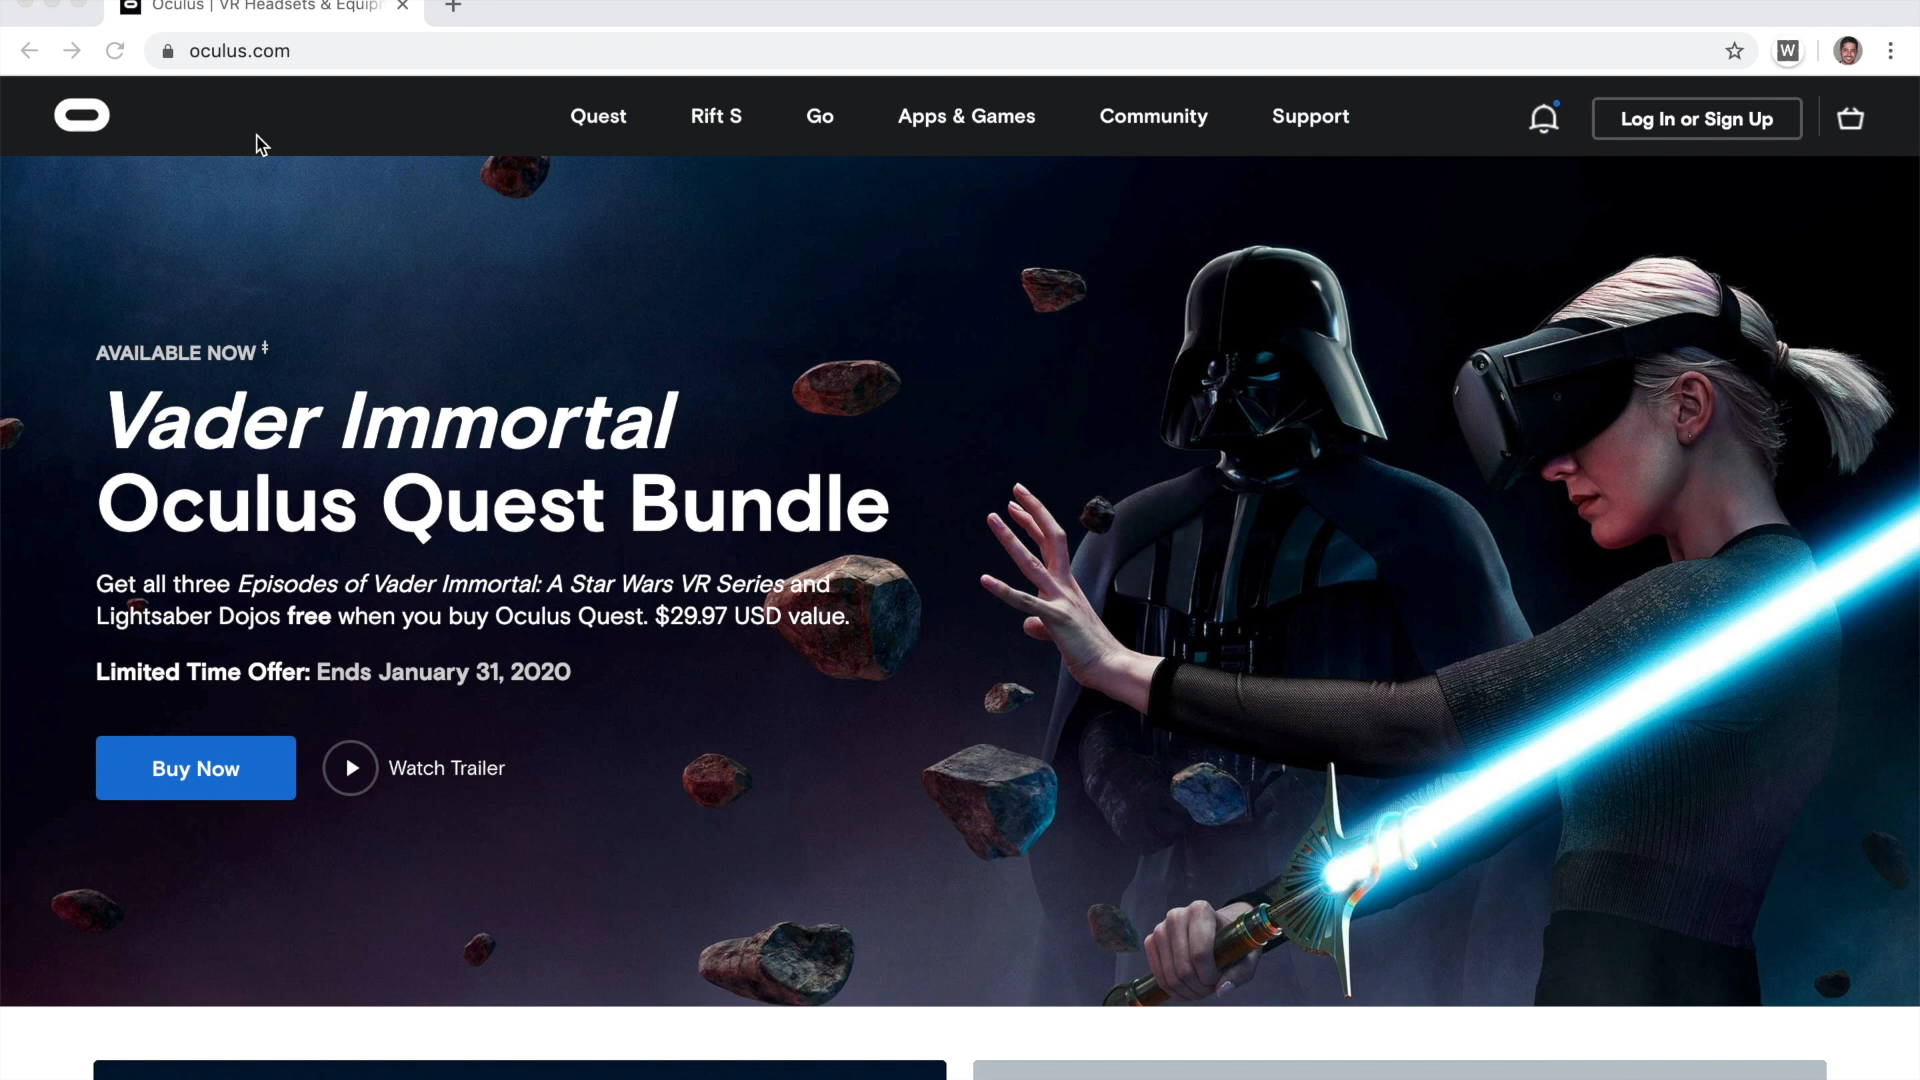 Oculus | VR Headsets & Equip
oculus.com
W
Quest
Rift S
Go
Apps & Games
Community
Support
Log In or Sign Up
AVAILABLE NOW ‡
Vader Immortal
Oculus Quest Bundle
Get all three Episodes of Vader Immortal: A Star Wars VR Series and
Lightsaber Dojos free when you buy Oculus Quest. $29.97 USD value.
Limited Time Offer: Ends January 31, 2020
Buy Now
Watch Trailer